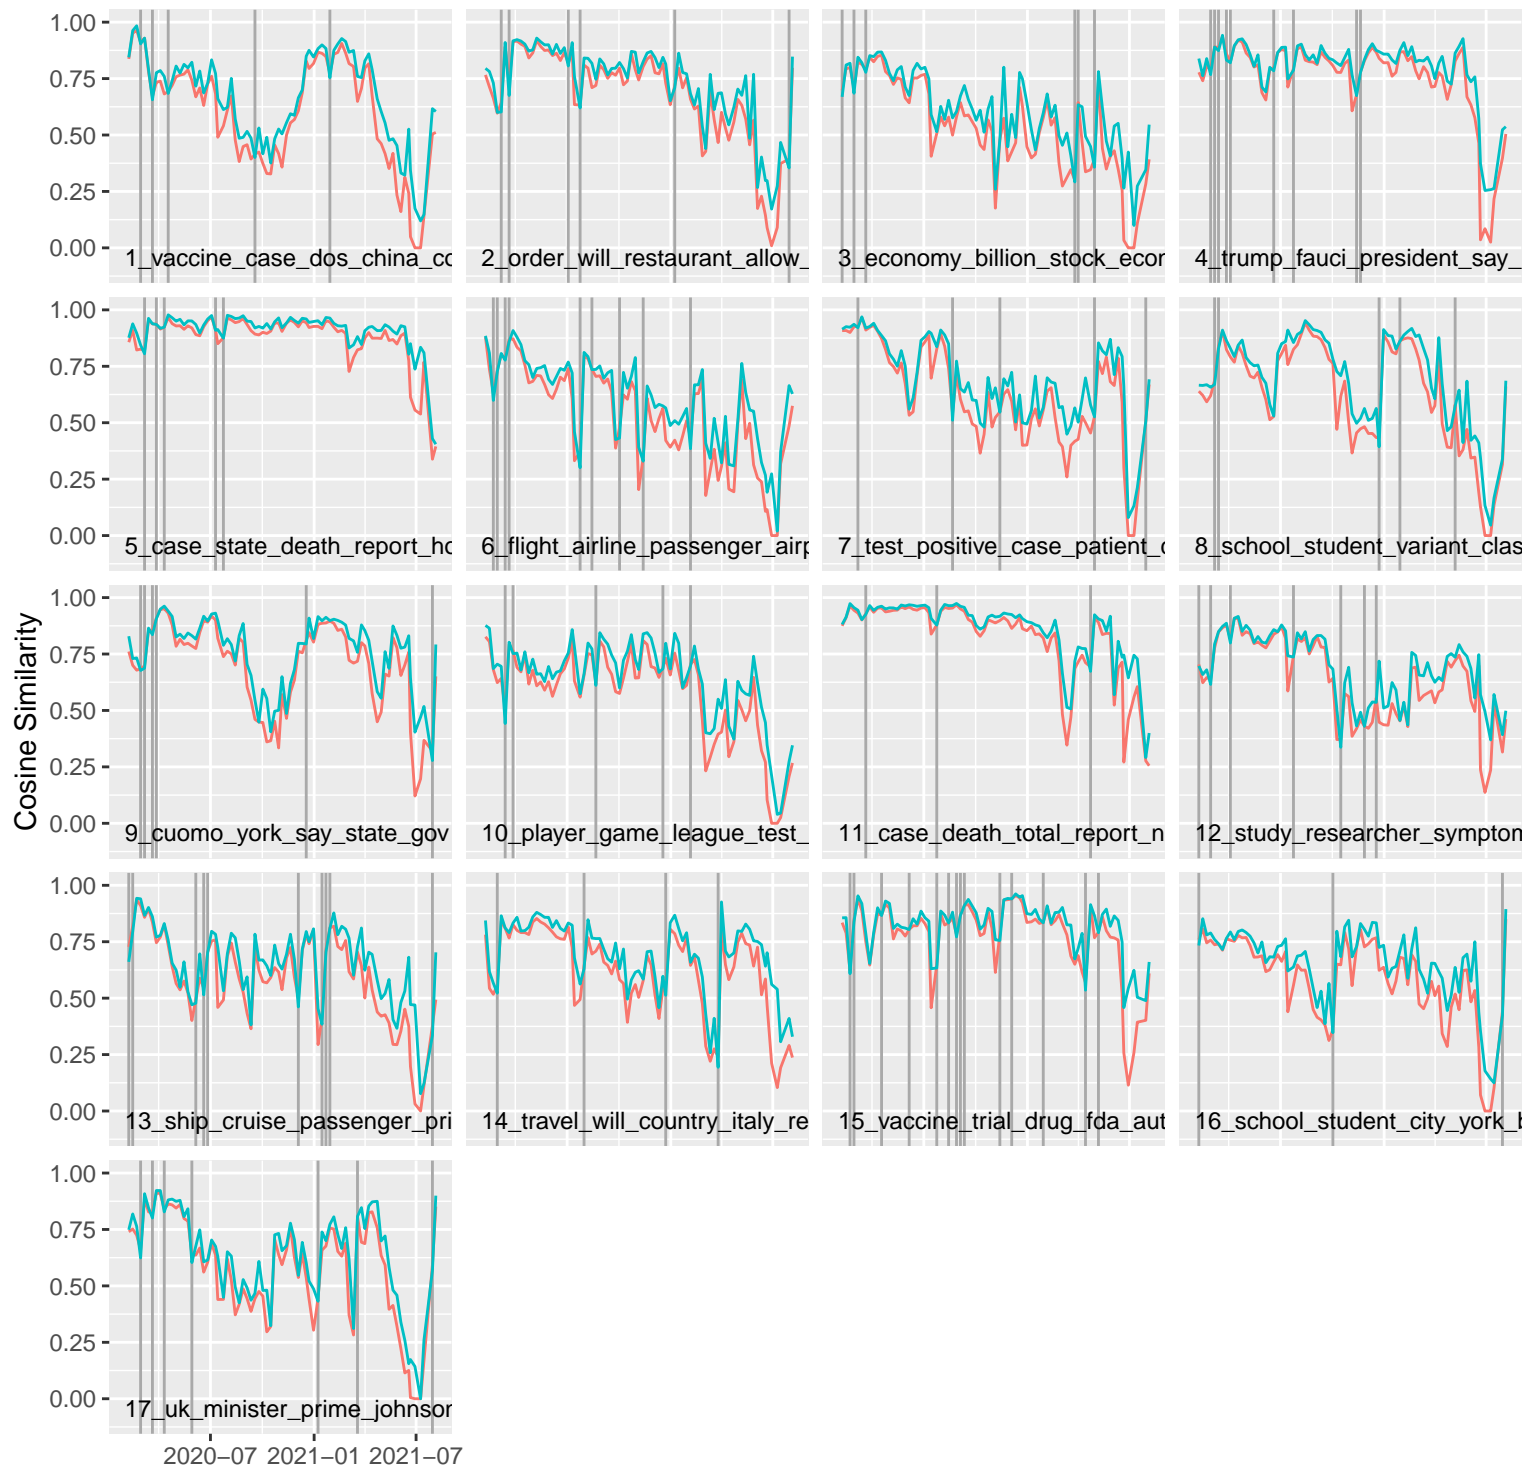 1.00
0.75
0.50
0.25
0.00
1_vaccine_case_dos_china_cc
2_order_will_restaurant_allow_
3_economy_billion_stock_ecor
4_trump_fauci_president_say_
1.00
0.75
0.50
0.25
0.00
5_case_state_death_report_hc
6_flight_airline_passenger_airp
7_test_positive_case_patient_c
8_school_student_variant_clas
Cosine Similarity
1.00
0.75
0.50
0.25
0.00
9_cuomo_york_say_state_gov
10_player_game_league_test_
11_case_death_total_report_n
12_study_researcher_symptom
1.00
0.75
0.50
0.25
0.00
13_ship_cruise_passenger_pri
14_travel_will_country_italy_re
15_vaccine_trial_drug_fda_aut
16_school_student_city_york_b
1.00
0.75
0.50
0.25
0.00
17_uk_minister_prime_johnson
2020−07 2021−01 2021−07